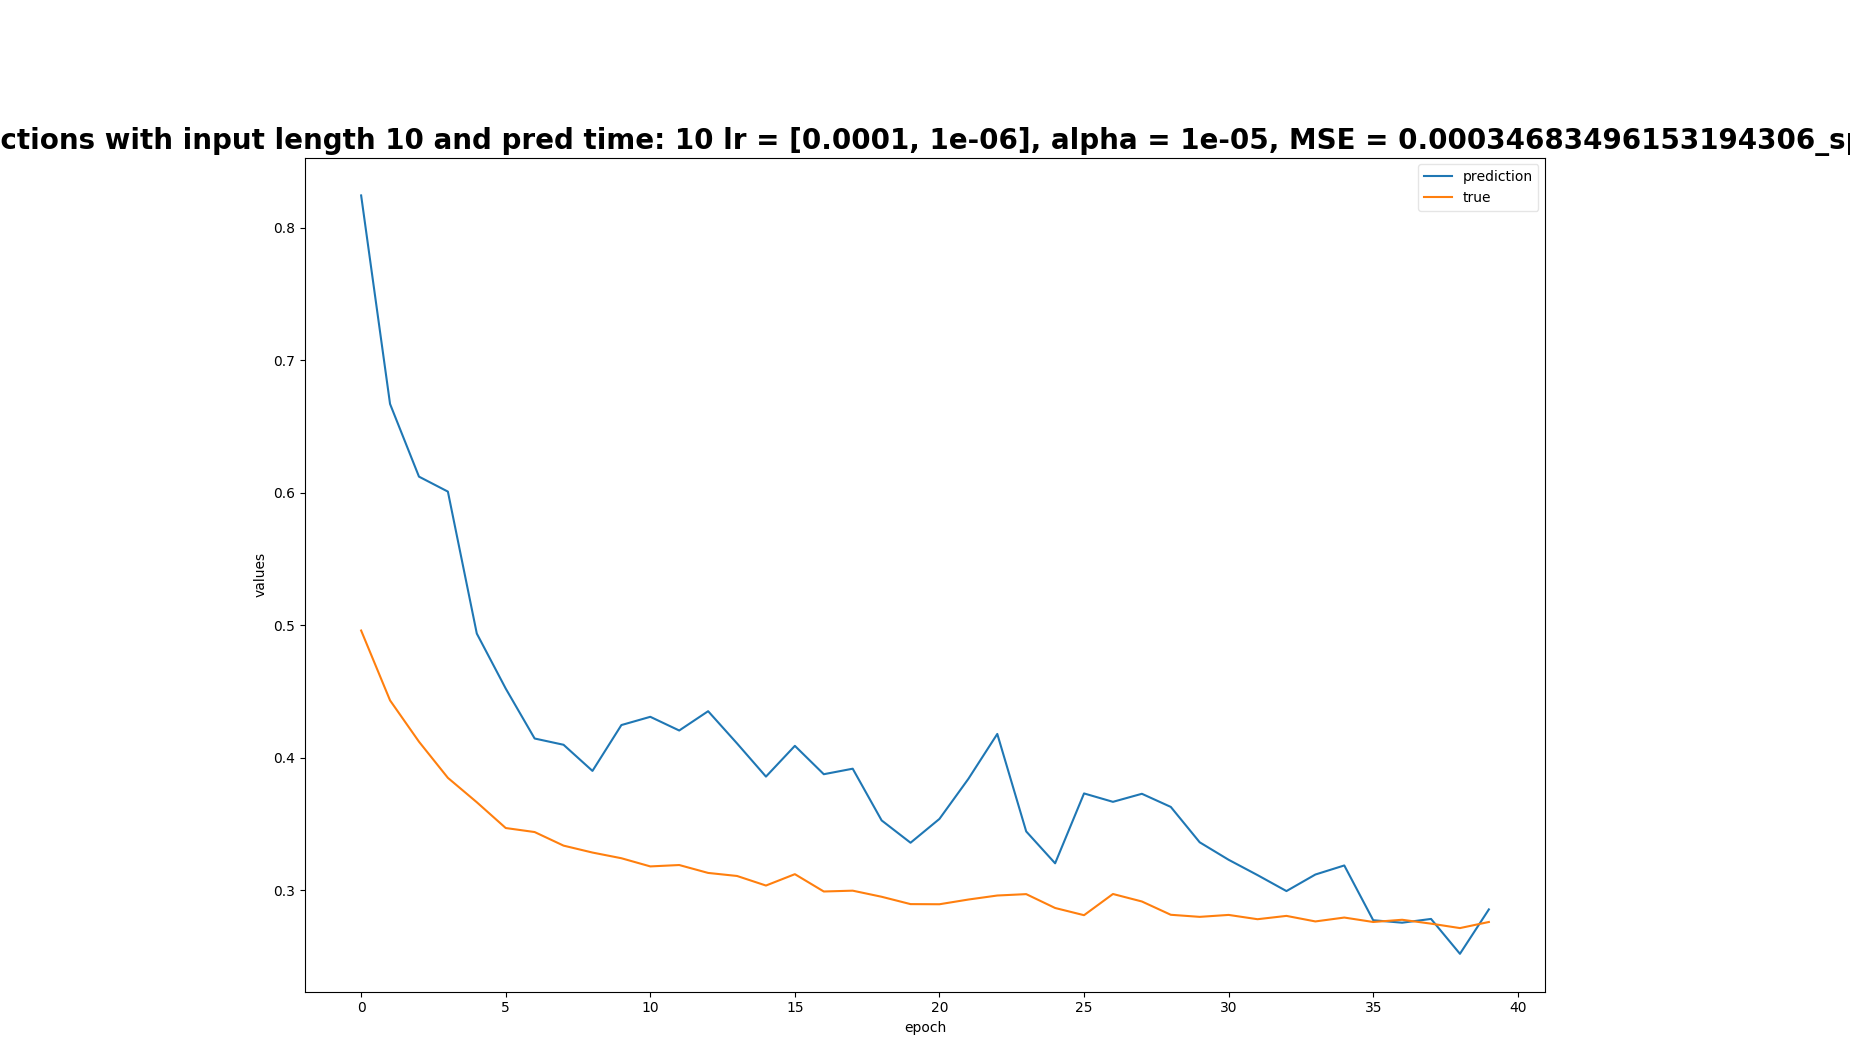 ctions with input length 10 and pred time: 10 lr = [0.0001, 1e-06], alpha = 1e-05, MSE = 0.00034683496153194306_sp
prediction
true
0.8
0.7
0.6
0.5
0.4
0.3
values
0 5 10 15 20 25 30 35 40
epoch